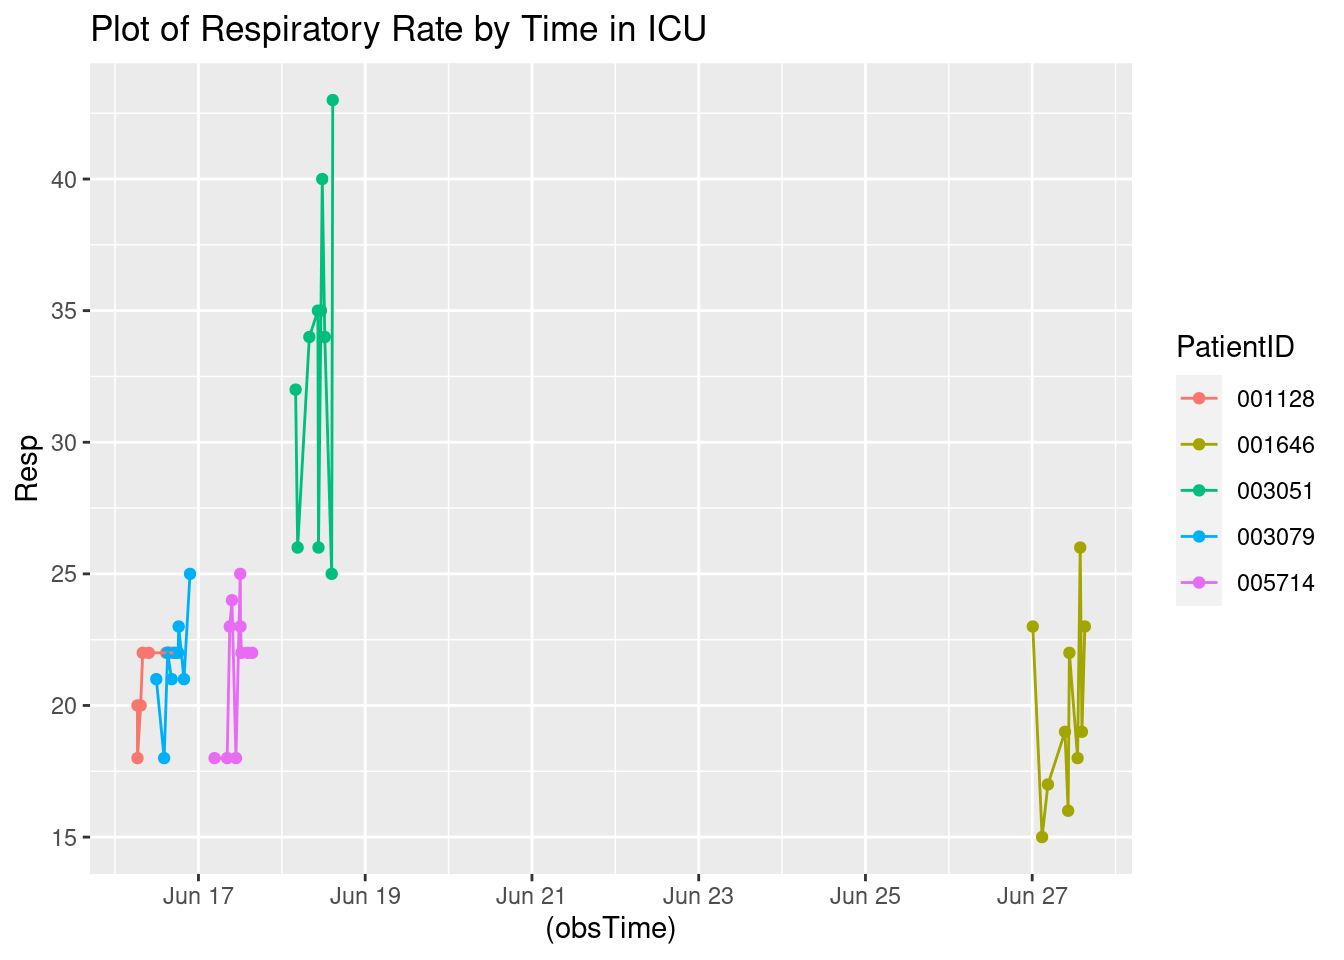 Plot of Respiratory Rate by Time in ICU
Resp
40
35
30
25
20
15
Jun 17
Jun 19
Jun 21
Jun 23
Jun 25
Jun 27
(obsTime)
PatientID
001128
001646
003051
003079
005714